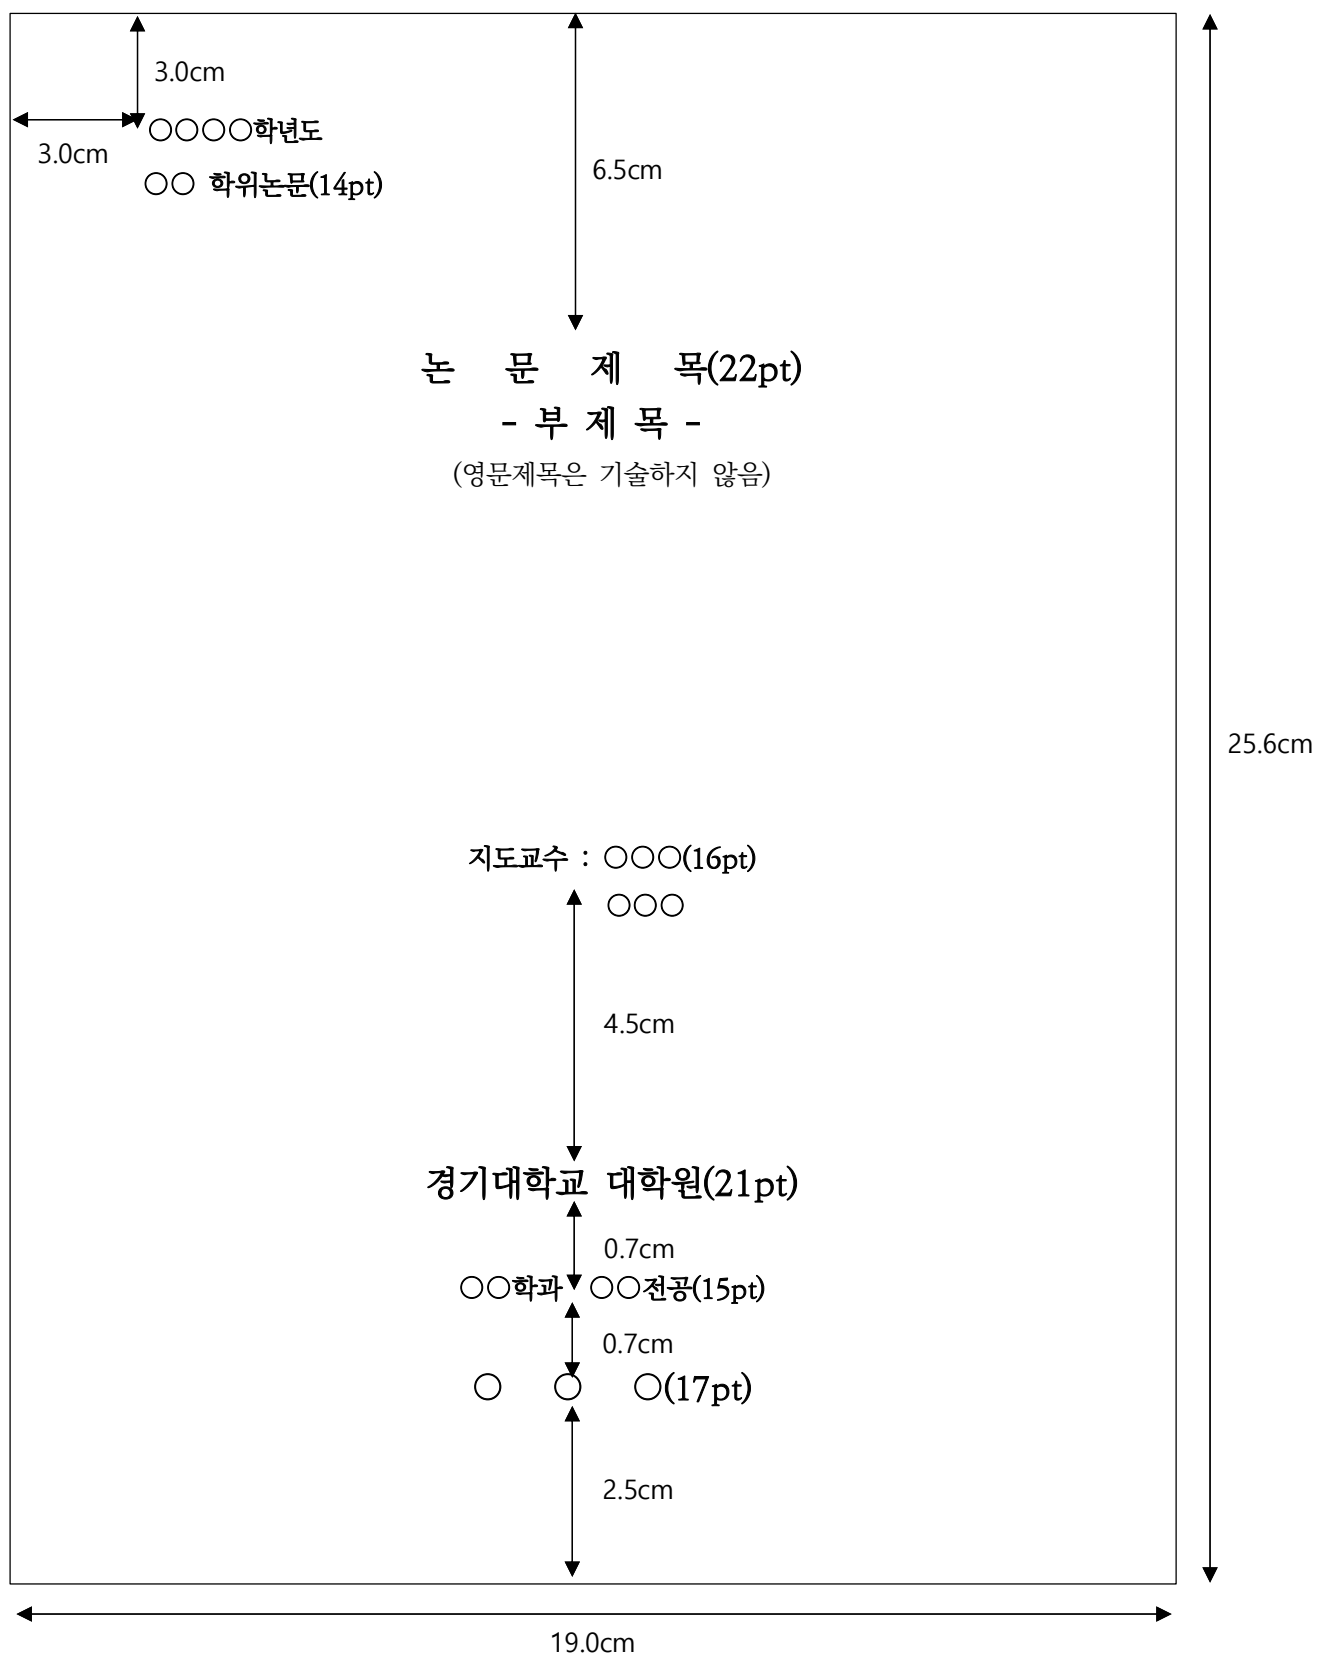 3.0cm
3.0cm
○○○○학년도
○○ 학위논문(14pt)
6.5cm
논 문 제 목(22pt)
- 부 제 목 -
(영문제목은 기술하지 않음)
25.6cm
지도교수 : ○○○(16pt)
○○○
4.5cm
경기대학교 대학원(21pt)
0.7cm
○○학과 ○○전공(15pt)
0.7cm
○ ○ ○(17pt)
2.5cm
19.0cm